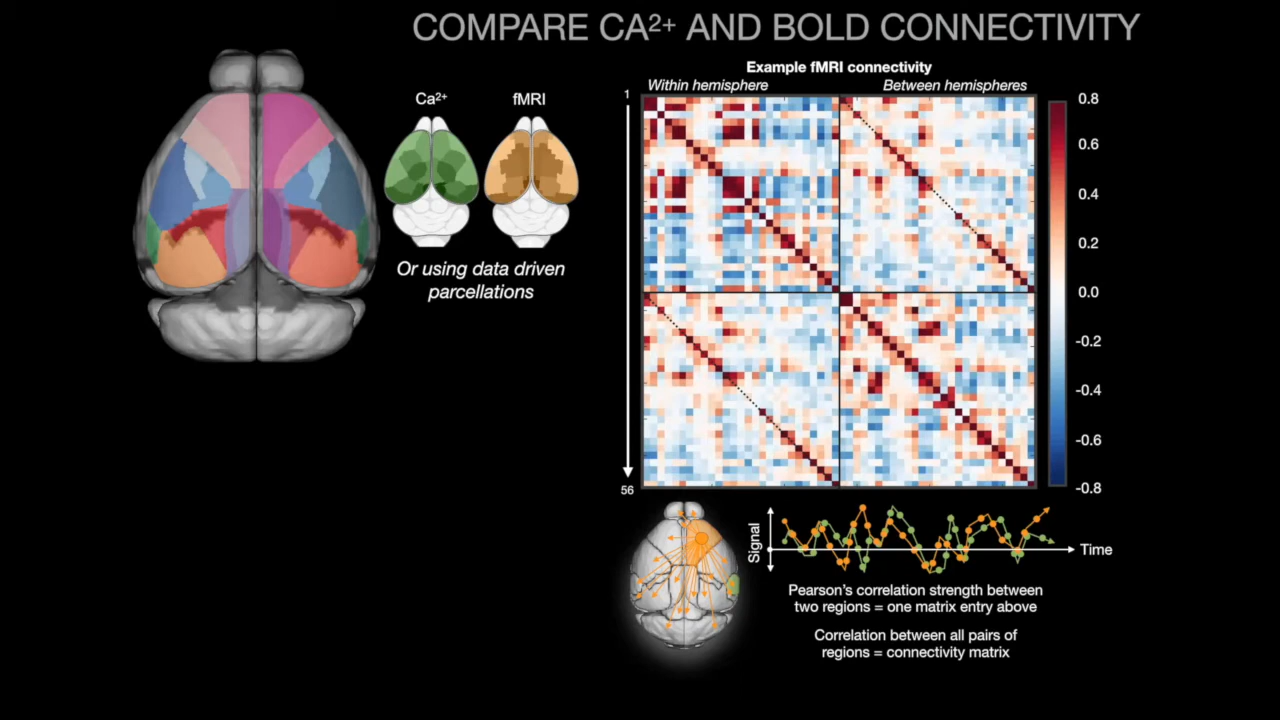 COMPARE CA²⁺ AND BOLD CONNECTIVITY
Ca²⁺
fMRI
Or using data driven
parcellations
Example fMRI connectivity
Within hemisphere
Between hemispheres
1
56
0.8
0.6
0.4
0.2
0.0
-0.2
-0.4
-0.6
-0.8
Signal
Time
Pearson's correlation strength between
two regions = one matrix entry above
Correlation between all pairs of
regions = connectivity matrix